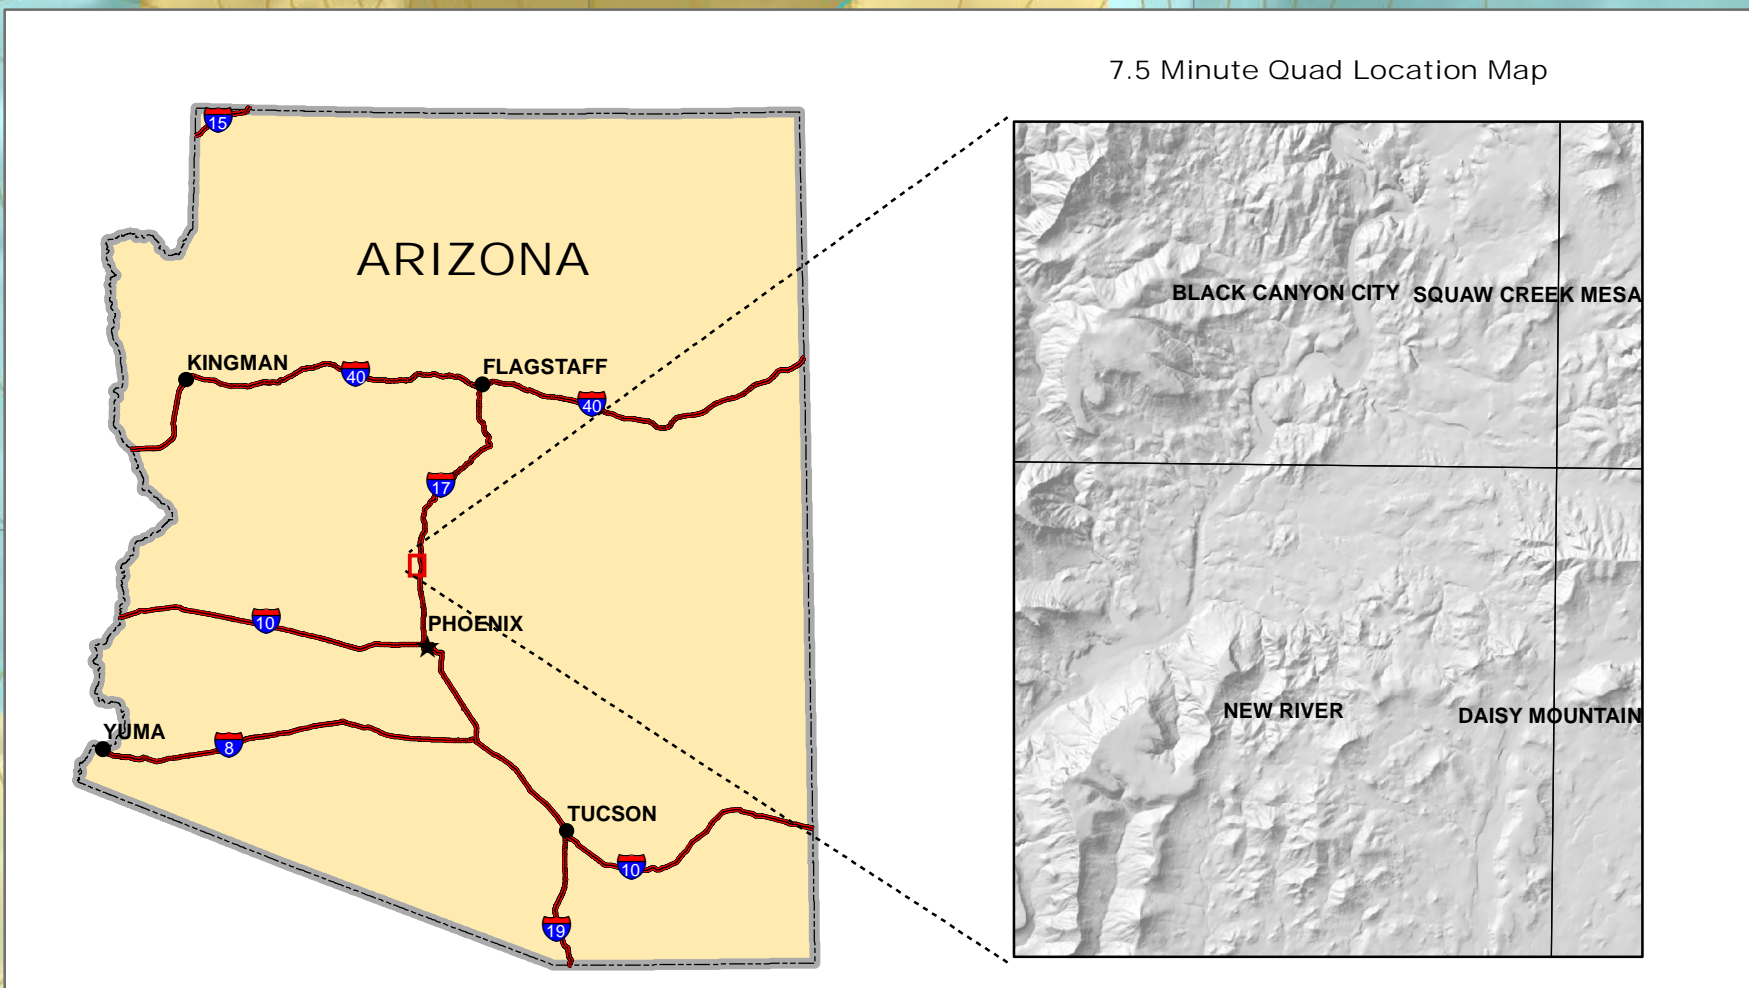 7.5 Minute Quad Location Map
15
ARIZONA
KINGMAN
40
FLAGSTAFF
40
17
10
PHOENIX
YUMA
8
TUCSON
10
19
BLACK CANYON CITY
SQUAW CREEK MESA
NEW RIVER
DAISY MOUNTAIN